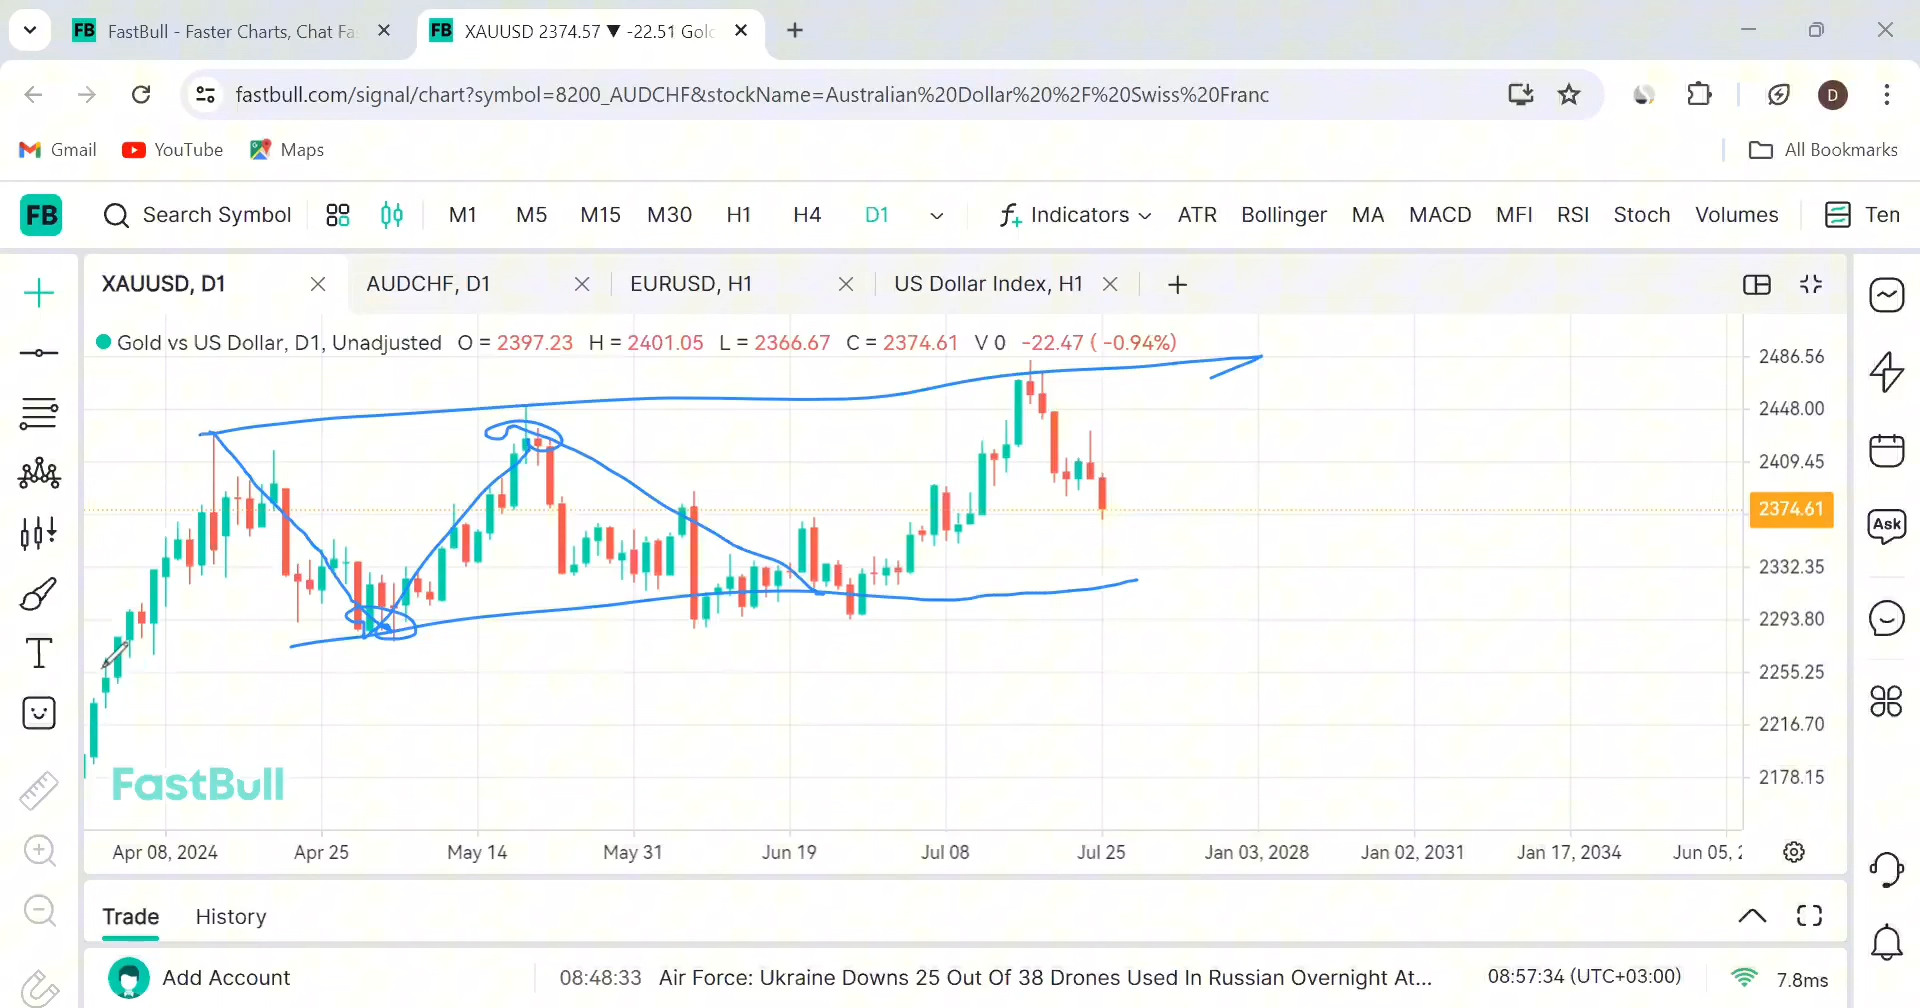 FB FastBull - Faster Charts, Chat Fa
FB XAUUSD 2374.57 ▼ -22.51 Gold
fastbull.com/signal/chart?symbol=8200_AUDCHF&stockName=Australian%20Dollar%20%2F%20Swiss%20Franc
D
Gmail YouTube Maps All Bookmarks
FB Search Symbol M1 M5 M15 M30 H1 H4 D1 Indicators ATR Bollinger MA MACD MFI RSI Stoch Volumes Ten
XAUUSD, D1 AUDCHF, D1 EURUSD, H1 US Dollar Index, H1
Gold vs US Dollar, D1, Unadjusted O = 2397.23 H = 2401.05 L = 2366.67 C = 2374.61 V 0 -22.47 ( -0.94%)
2486.56
2448.00
2409.45
2374.61
Ask
2332.35
2293.80
2255.25
2216.70
2178.15
T
FastBull
Apr 08, 2024 Apr 25 May 14 May 31 Jun 19 Jul 08 Jul 25 Jan 03, 2028 Jan 02, 2031 Jan 17, 2034 Jun 05,
Trade History
Add Account 08:48:33 Air Force: Ukraine Downs 25 Out Of 38 Drones Used In Russian Overnight At... 08:57:34 (UTC+03:00) 7.8ms